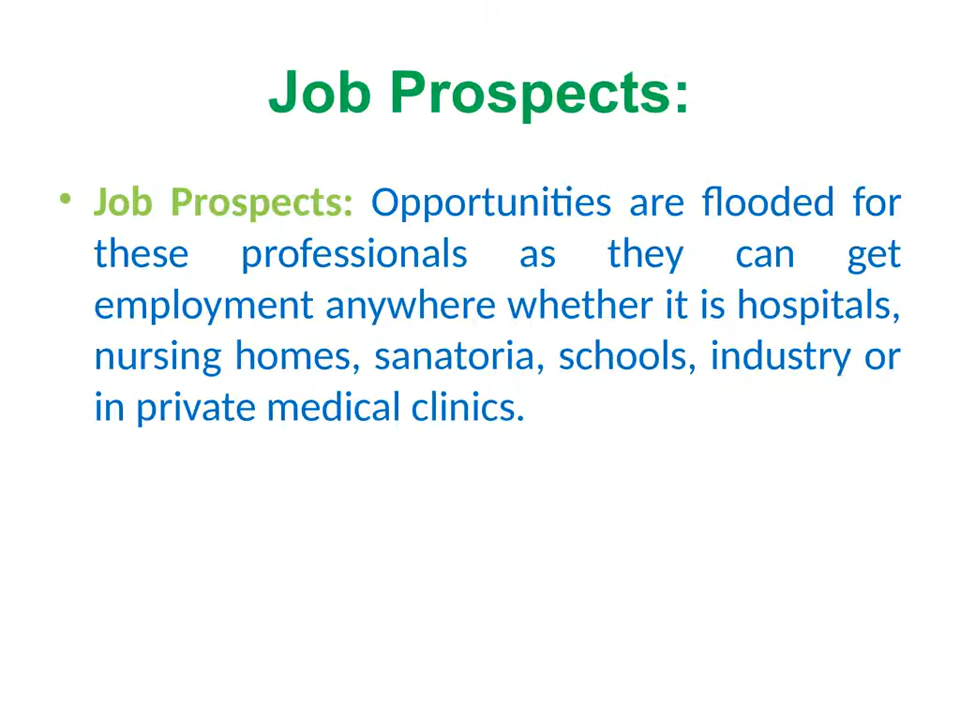 Job Prospects:
• Job Prospects: Opportunities are flooded for
these professionals as they can get
employment anywhere whether it is hospitals,
nursing homes, sanatoria, schools, industry or
in private medical clinics.